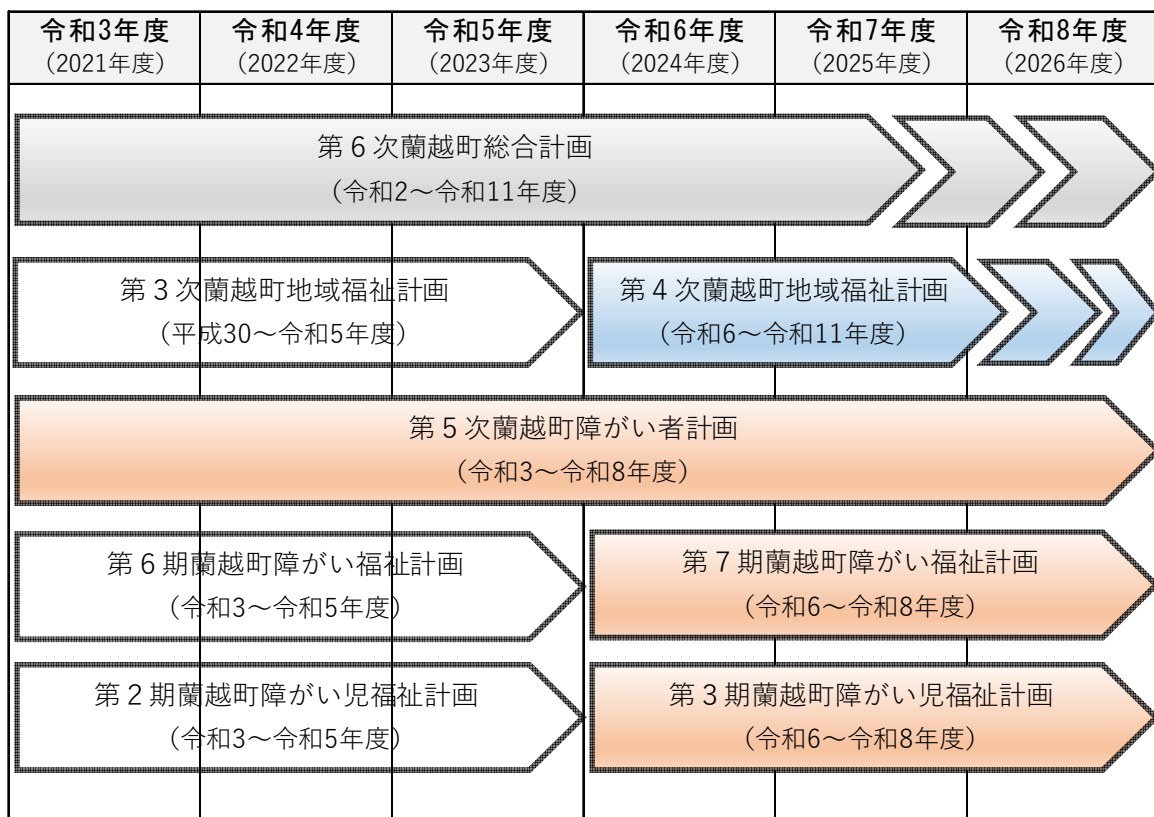 令和3年度 令和4年度 令和5年度 令和6年度 令和7年度 令和8年度
（2021年度） （2022年度） （2023年度） （2024年度） （2025年度） （2026年度）
第６次蘭越町総合計画
（令和2～令和11年度）
第３次蘭越町地域福祉計画 第４次蘭越町地域福祉計画
（平成30～令和5年度） （令和6～令和11年度）
第５次蘭越町障がい者計画
（令和3～令和8年度）
第６期蘭越町障がい福祉計画 第７期蘭越町障がい福祉計画
（令和3～令和5年度） （令和6～令和8年度）
第２期蘭越町障がい児福祉計画 第３期蘭越町障がい児福祉計画
（令和3～令和5年度） （令和6～令和8年度）